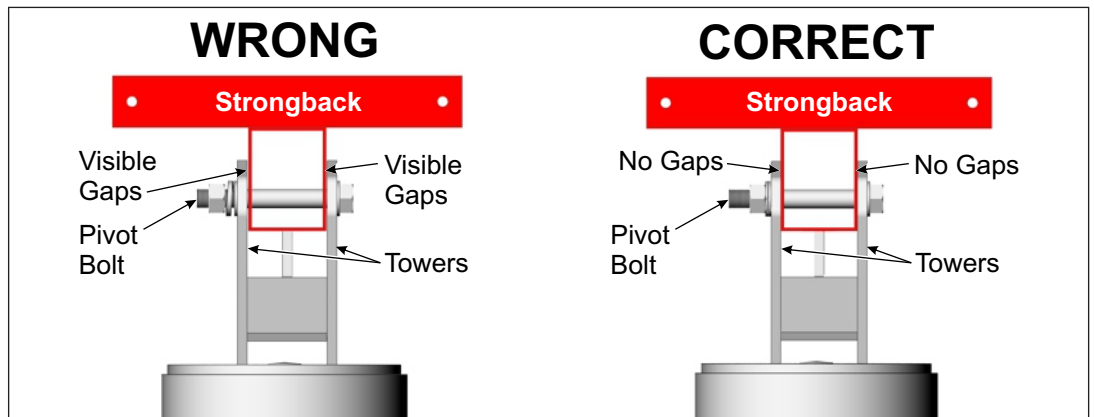 WRONG
Strongback
Visible
Gaps
Visible
Gaps
Pivot
Bolt
Towers
CORRECT
Strongback
No Gaps
No Gaps
Pivot
Bolt
Towers